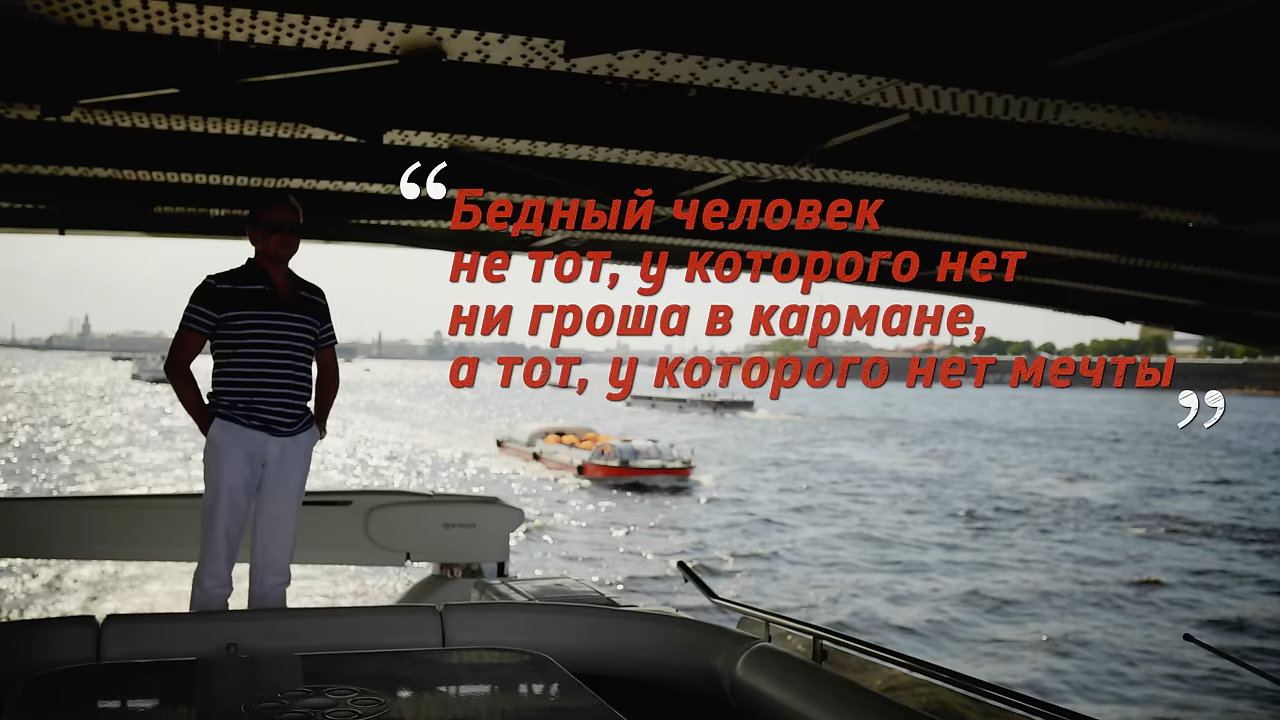 “Бедный человек
не тот, у которого нет
ни гроша в кармане,
а тот, у которого нет мечты”